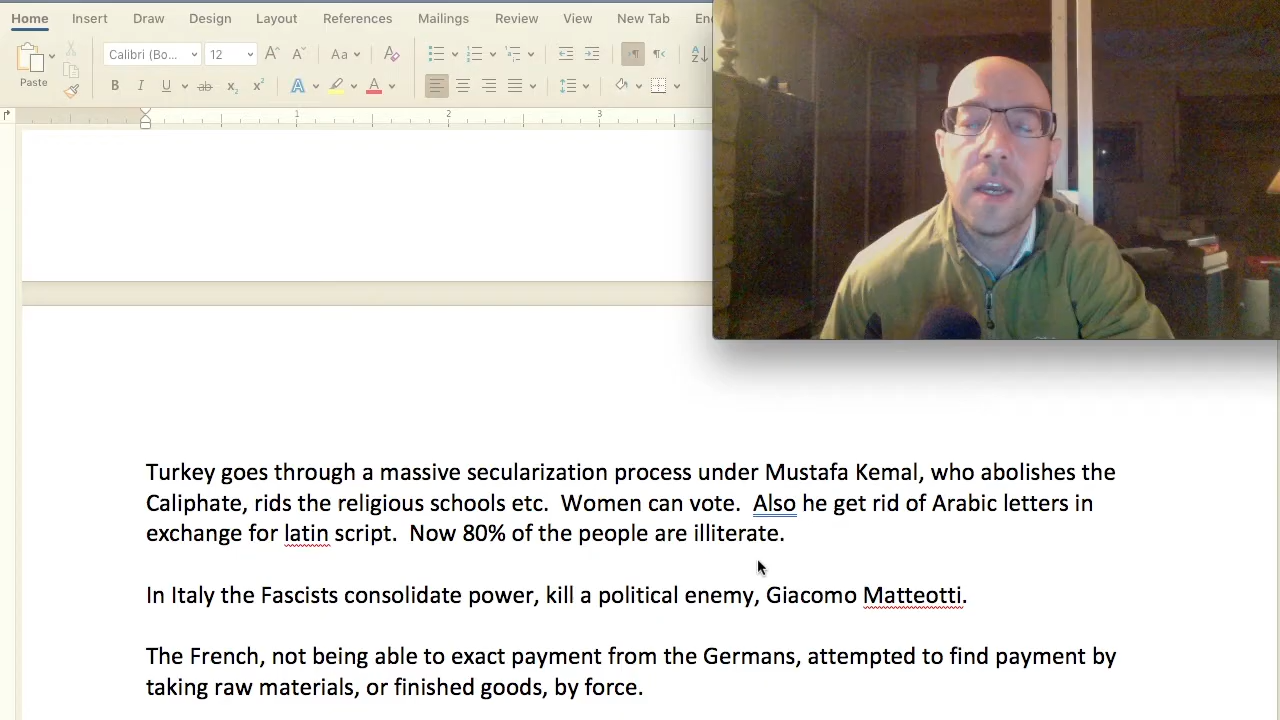 Home Insert Draw Design Layout References Mailings Review View New Tab
Paste Calibri (Bo... 12
1 2 3
Turkey goes through a massive secularization process under Mustafa Kemal, who abolishes the
Caliphate, rids the religious schools etc.  Women can vote.  Also he get rid of Arabic letters in
exchange for latin script.  Now 80% of the people are illiterate.
In Italy the Fascists consolidate power, kill a political enemy, Giacomo Matteotti.
The French, not being able to exact payment from the Germans, attempted to find payment by
taking raw materials, or finished goods, by force.